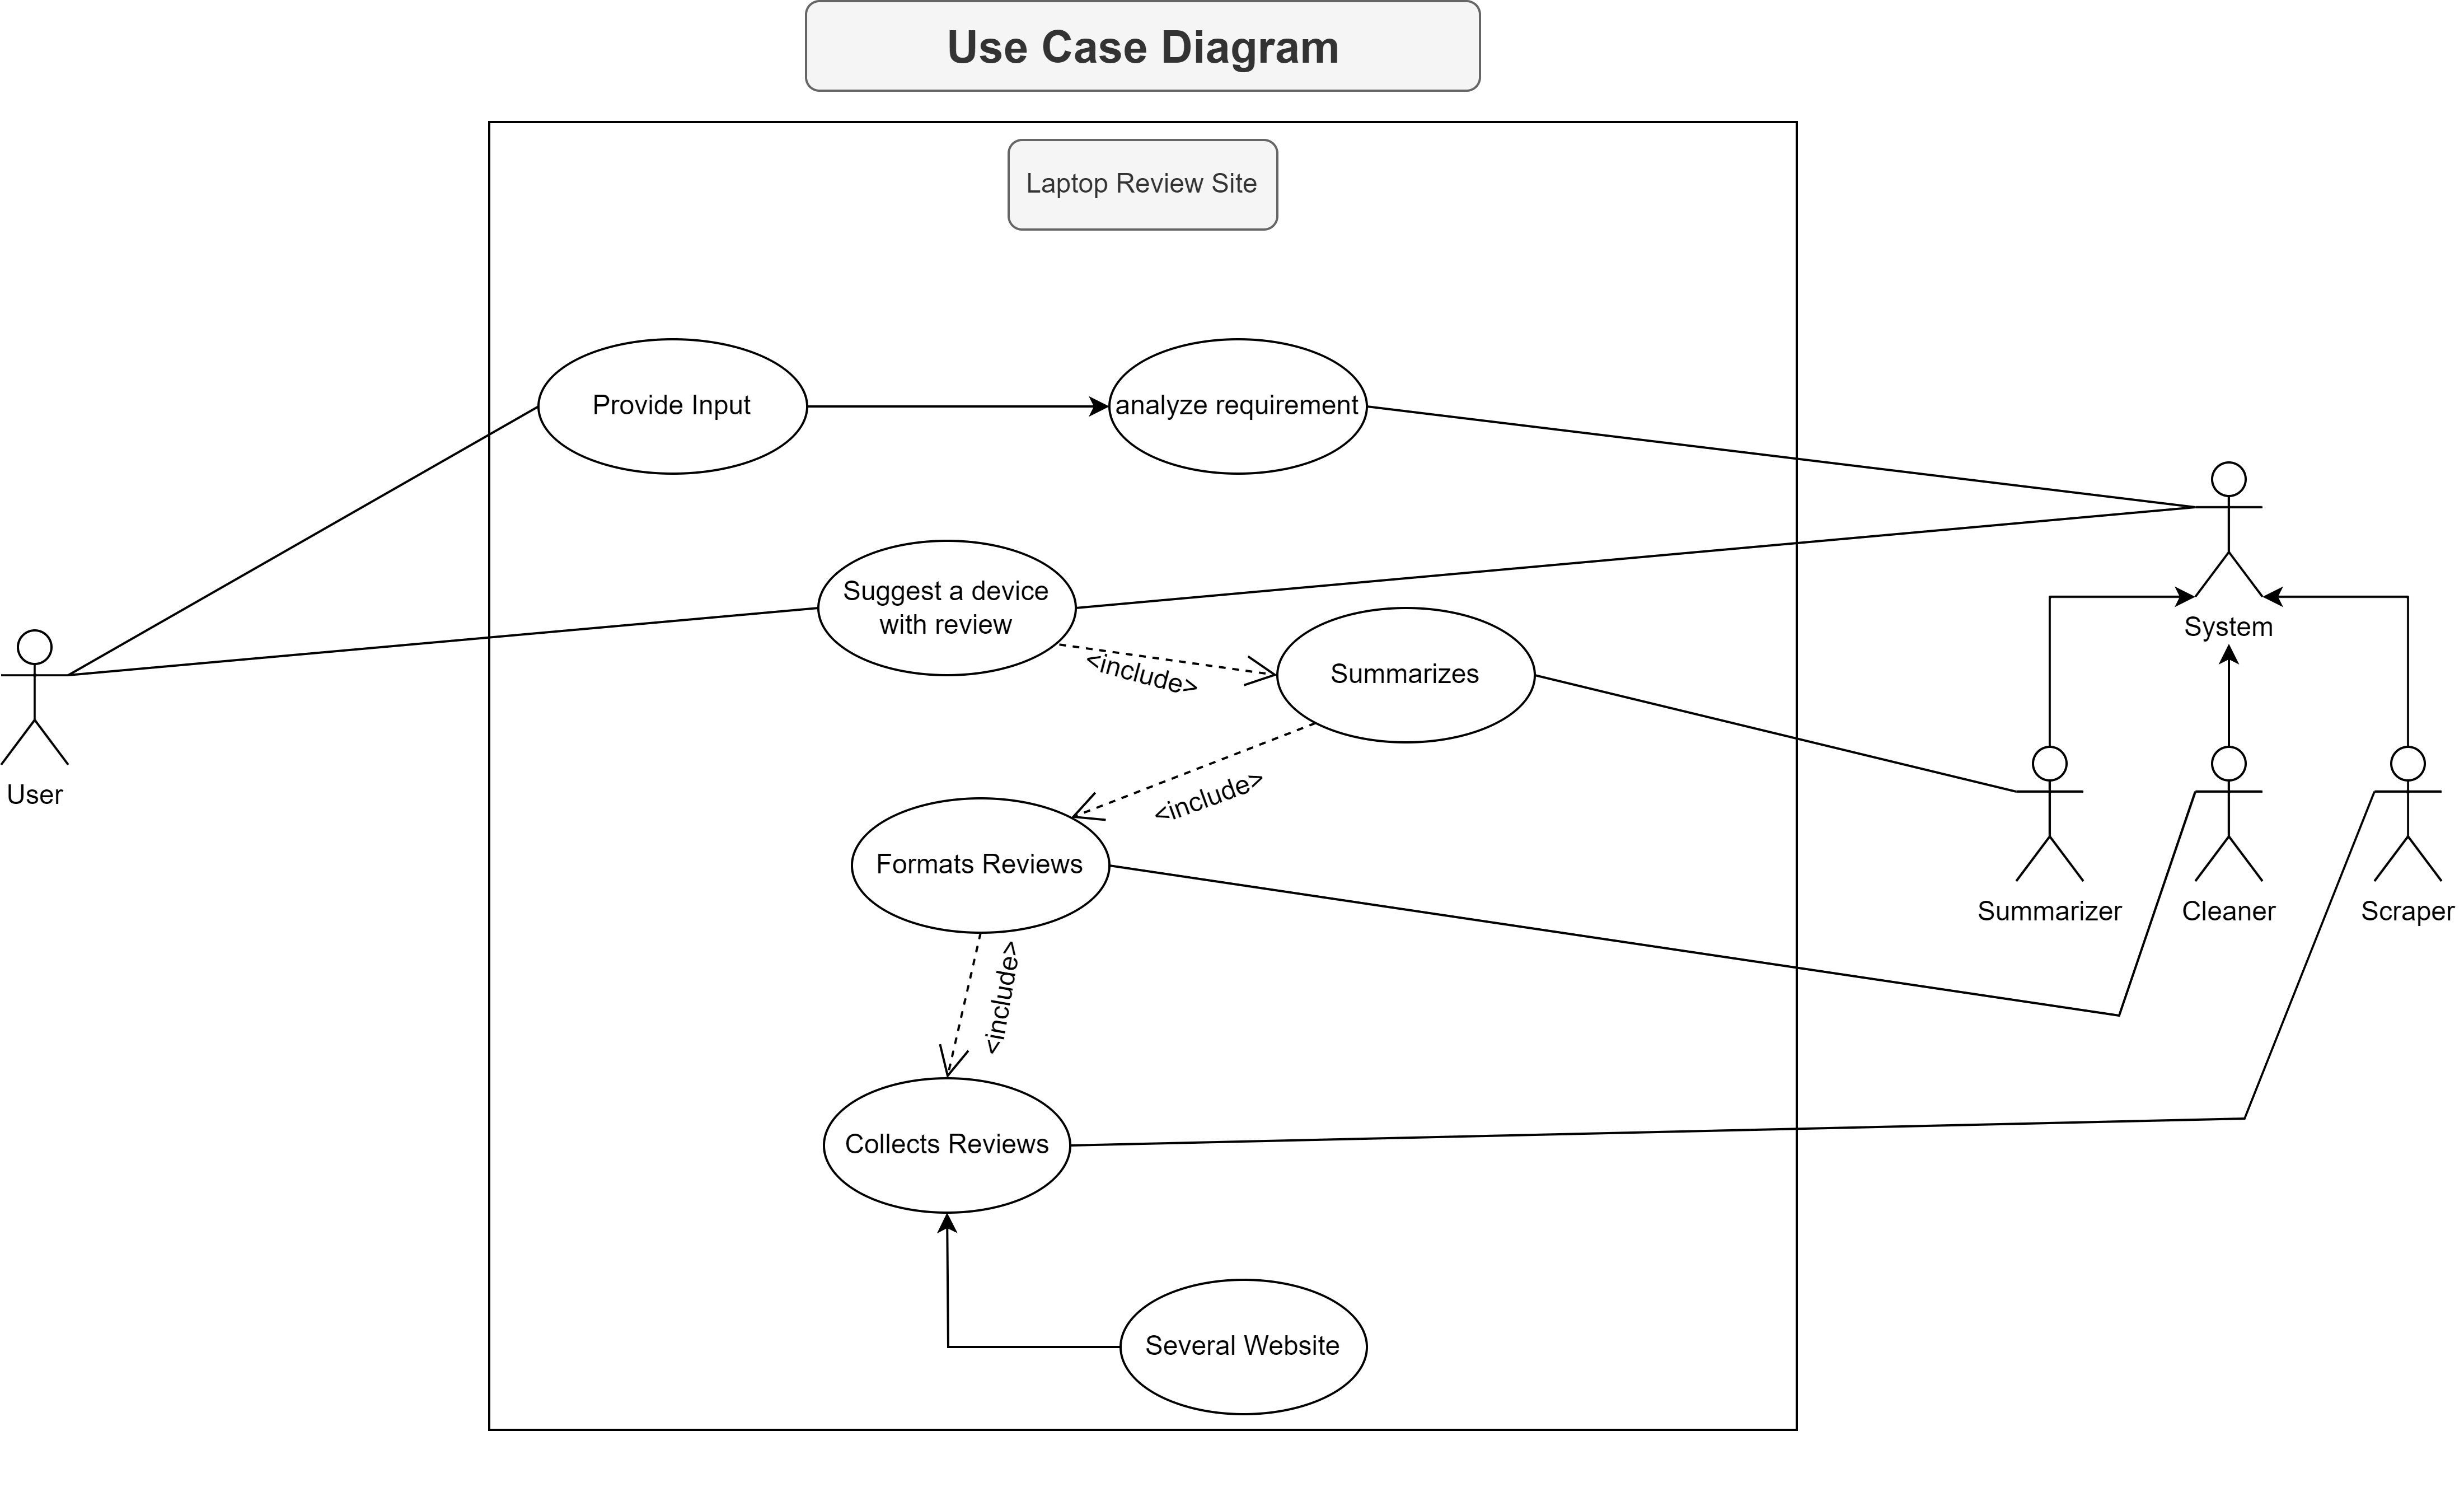 Use Case Diagram
Laptop Review Site
Provide Input
analyze requirement
Suggest a device
with review
System
<include>
Summarizes
User
<include>
Formats Reviews
Summarizer
Cleaner
Scraper
<include>
Collects Reviews
Several Website